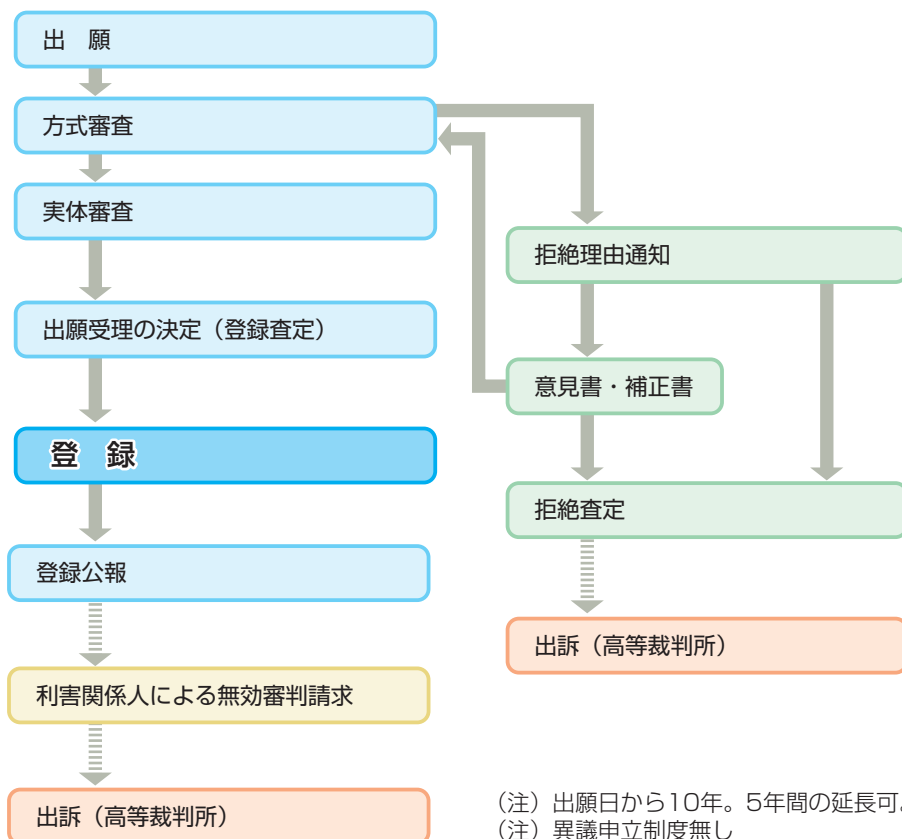 出　願
方式審査
実体審査
出願受理の決定（登録査定）
登　録
登録公報
利害関係人による無効審判請求
出訴（高等裁判所）
拒絶理由通知
意見書・補正書
拒絶査定
出訴（高等裁判所）
（注）出願日から10年。5年間の延長可。
（注）異議申立制度無し